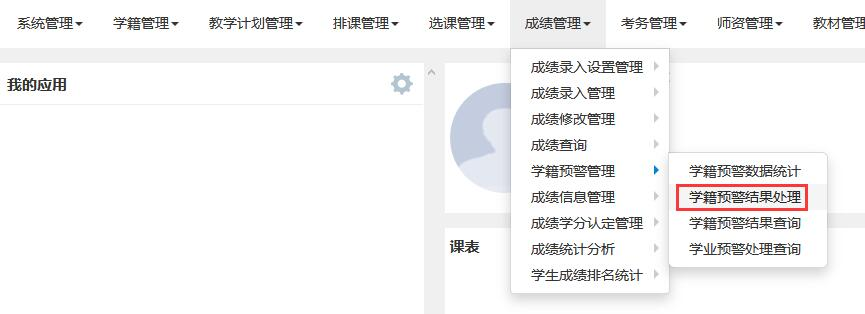 系统管理 学籍管理 教学计划管理 排课管理 选课管理 成绩管理 考务管理 师资管理 教材管理
我的应用
成绩录入设置管理
成绩录入管理
成绩修改管理
成绩查询
学籍预警管理
成绩信息管理
成绩学分认定管理
成绩统计分析
学生成绩排名统计
学籍预警数据统计
学籍预警结果处理
学籍预警结果查询
学业预警处理查询
课表